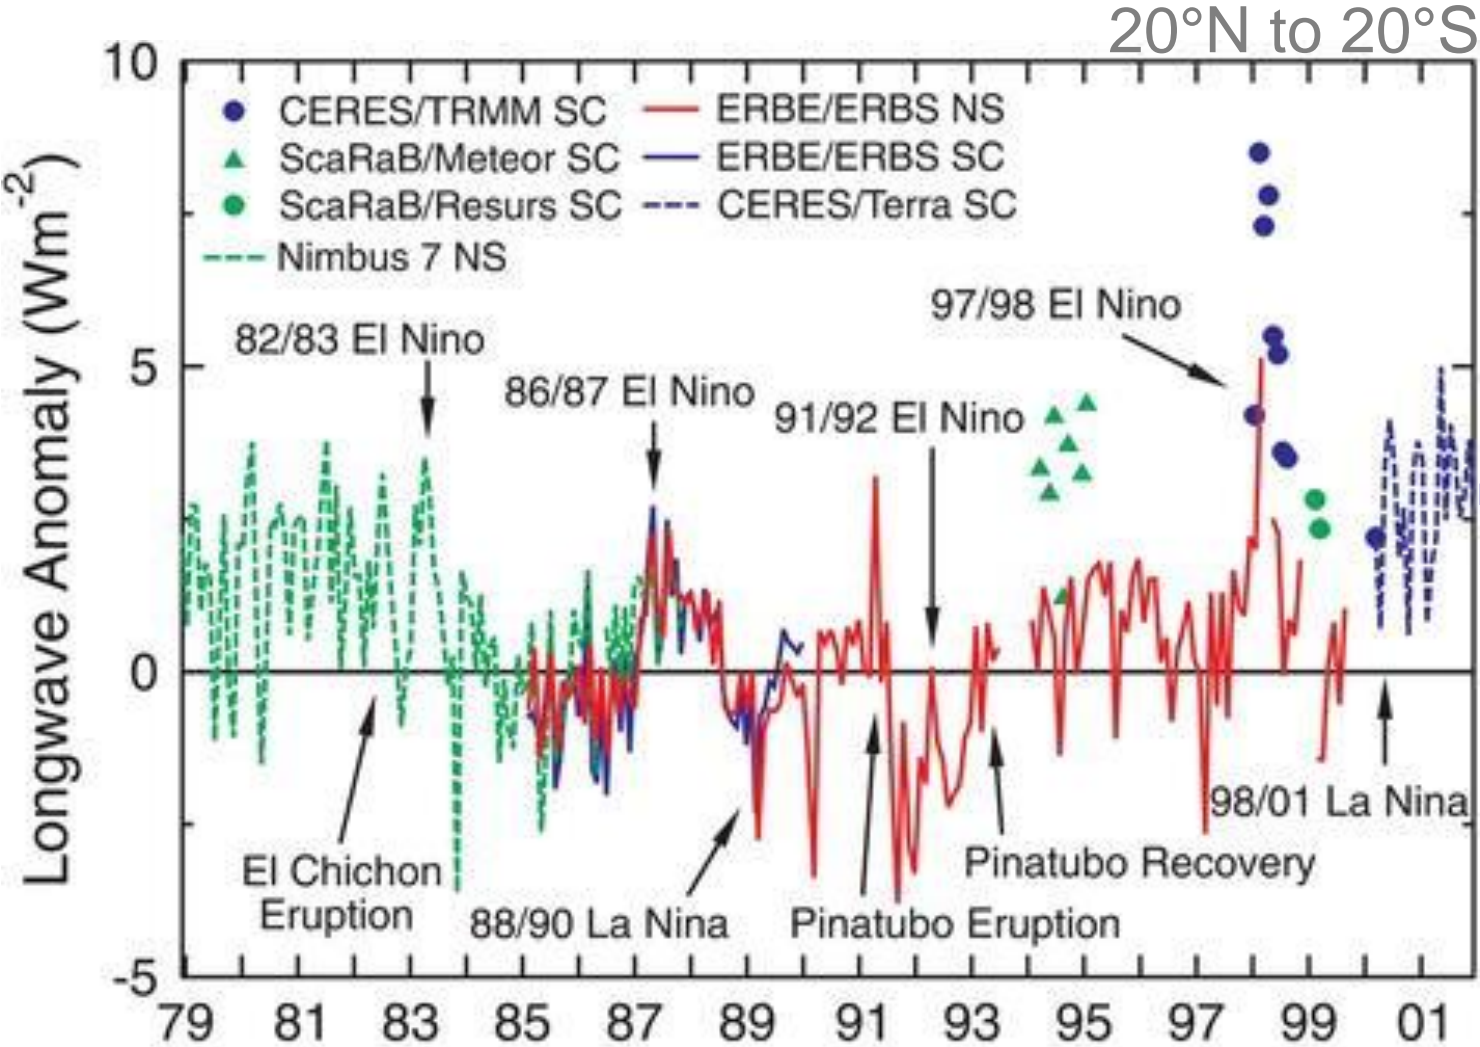 20°N to 20°S
10
CERES/TRMM SC
ERBE/ERBS NS
ScaRaB/Meteor SC
ERBE/ERBS SC
ScaRaB/Resurs SC
CERES/Terra SC
Nimbus 7 NS
97/98 El Nino
82/83 El Nino
5
86/87 El Nino
91/92 El Nino
Longwave Anomaly (Wm-2)
0
98/01 La Nina
El Chichon
Eruption
Pinatubo Recovery
88/90 La Nina
Pinatubo Eruption
-5
79 81 83 85 87 89 91 93 95 97 99 01